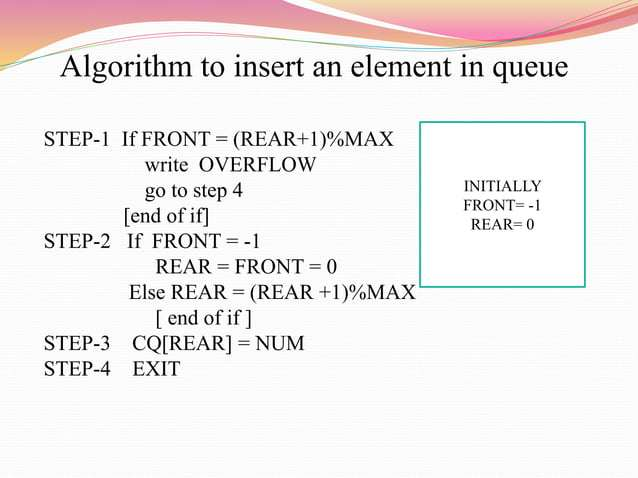 Algorithm to insert an element in queue
STEP-1 If FRONT = (REAR+1)%MAX
write OVERFLOW
go to step 4
[end of if]
STEP-2 If FRONT = -1
REAR = FRONT = 0
Else REAR = (REAR +1)%MAX
[ end of if ]
STEP-3 CQ[REAR] = NUM
STEP-4 EXIT
INITIALLY
FRONT= -1
REAR= 0